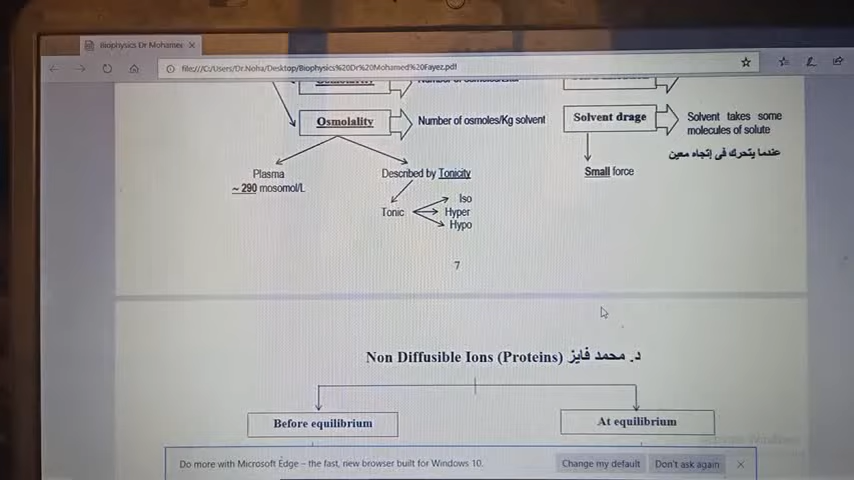 Biophysics Dr Mohamed
file:///C:/Users/Dr.Noha/Desktop/Biophysics%20Dr%20Mohamed%20Fayez.pdf
Osmolality
Number of osmoles/Kg solvent
Solvent drage
Solvent takes some
molecules of solute
عندما يتحرك فى إتجاه معين
Plasma
~ 290 mosomol/L
Described by Tonicity
Small force
Tonic
Iso
Hyper
Hypo
7
Non Diffusible Ions (Proteins) د. محمد فايز
Before equilibrium
At equilibrium
Do more with Microsoft Edge – the fast, new browser built for Windows 10.
Change my default
Don't ask again